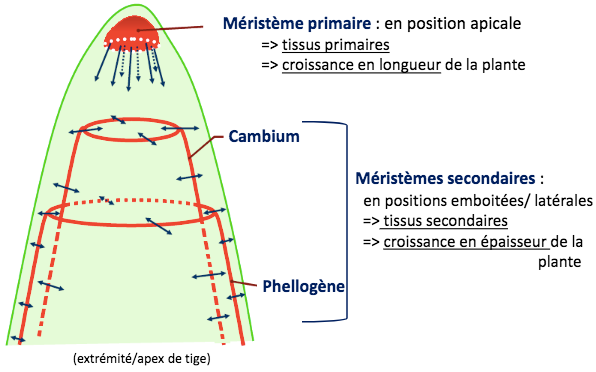 Méristème primaire : en position apicale
=> tissus primaires
=> croissance en longueur de la plante
Cambium
Méristèmes secondaires :
en positions emboitées/ latérales
=> tissus secondaires
=> croissance en épaisseur de la
plante
Phellogène
(extrémité/apex de tige)